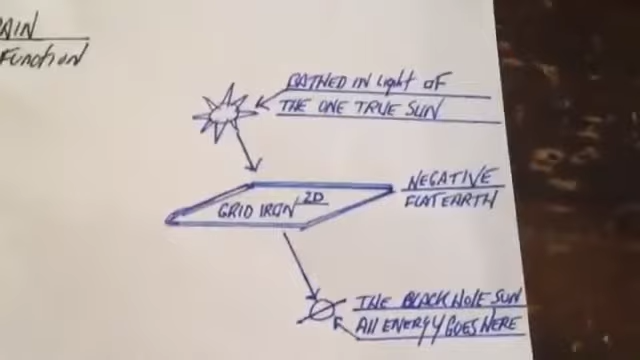 AIN
FUNCTION
BATHED IN Light OF
THE ONE TRUE SUN
GRID IRON 2D
NEGATIVE
FLAT EARTH
THE BLACK HOLE SUN
All ENERGY GOES HERE